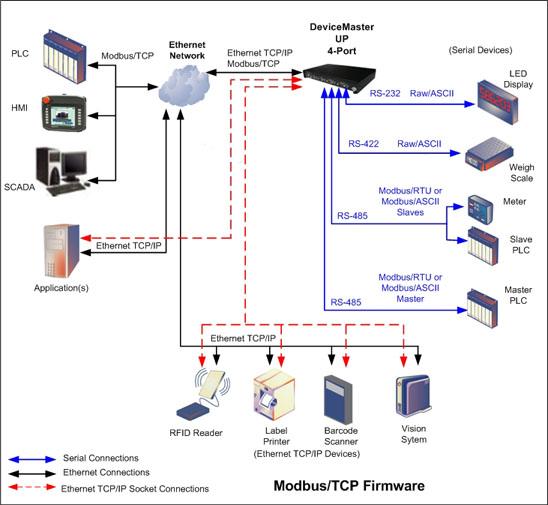 DeviceMaster
UP
4-Port
Ethernet
Network
PLC
Modbus/TCP
Ethernet TCP/IP
Modbus/TCP
(Serial Devices)
LED
Display
RS-232
Raw/ASCII
HMI
RS-422
Raw/ASCII
Weigh
Scale
SCADA
Modbus/RTU or
Modbus/ASCII
Slaves
Meter
RS-485
Slave
PLC
Ethernet TCP/IP
Application(s)
Modbus/RTU or
Modbus/ASCII
Master
RS-485
Master
PLC
Ethernet TCP/IP
RFID Reader
Label
Printer
Barcode
Scanner
Vision
Sytem
(Ethernet TCP/IP Devices)
Serial Connections
Ethernet Connections
Ethernet TCP/IP Socket Connections
Modbus/TCP Firmware